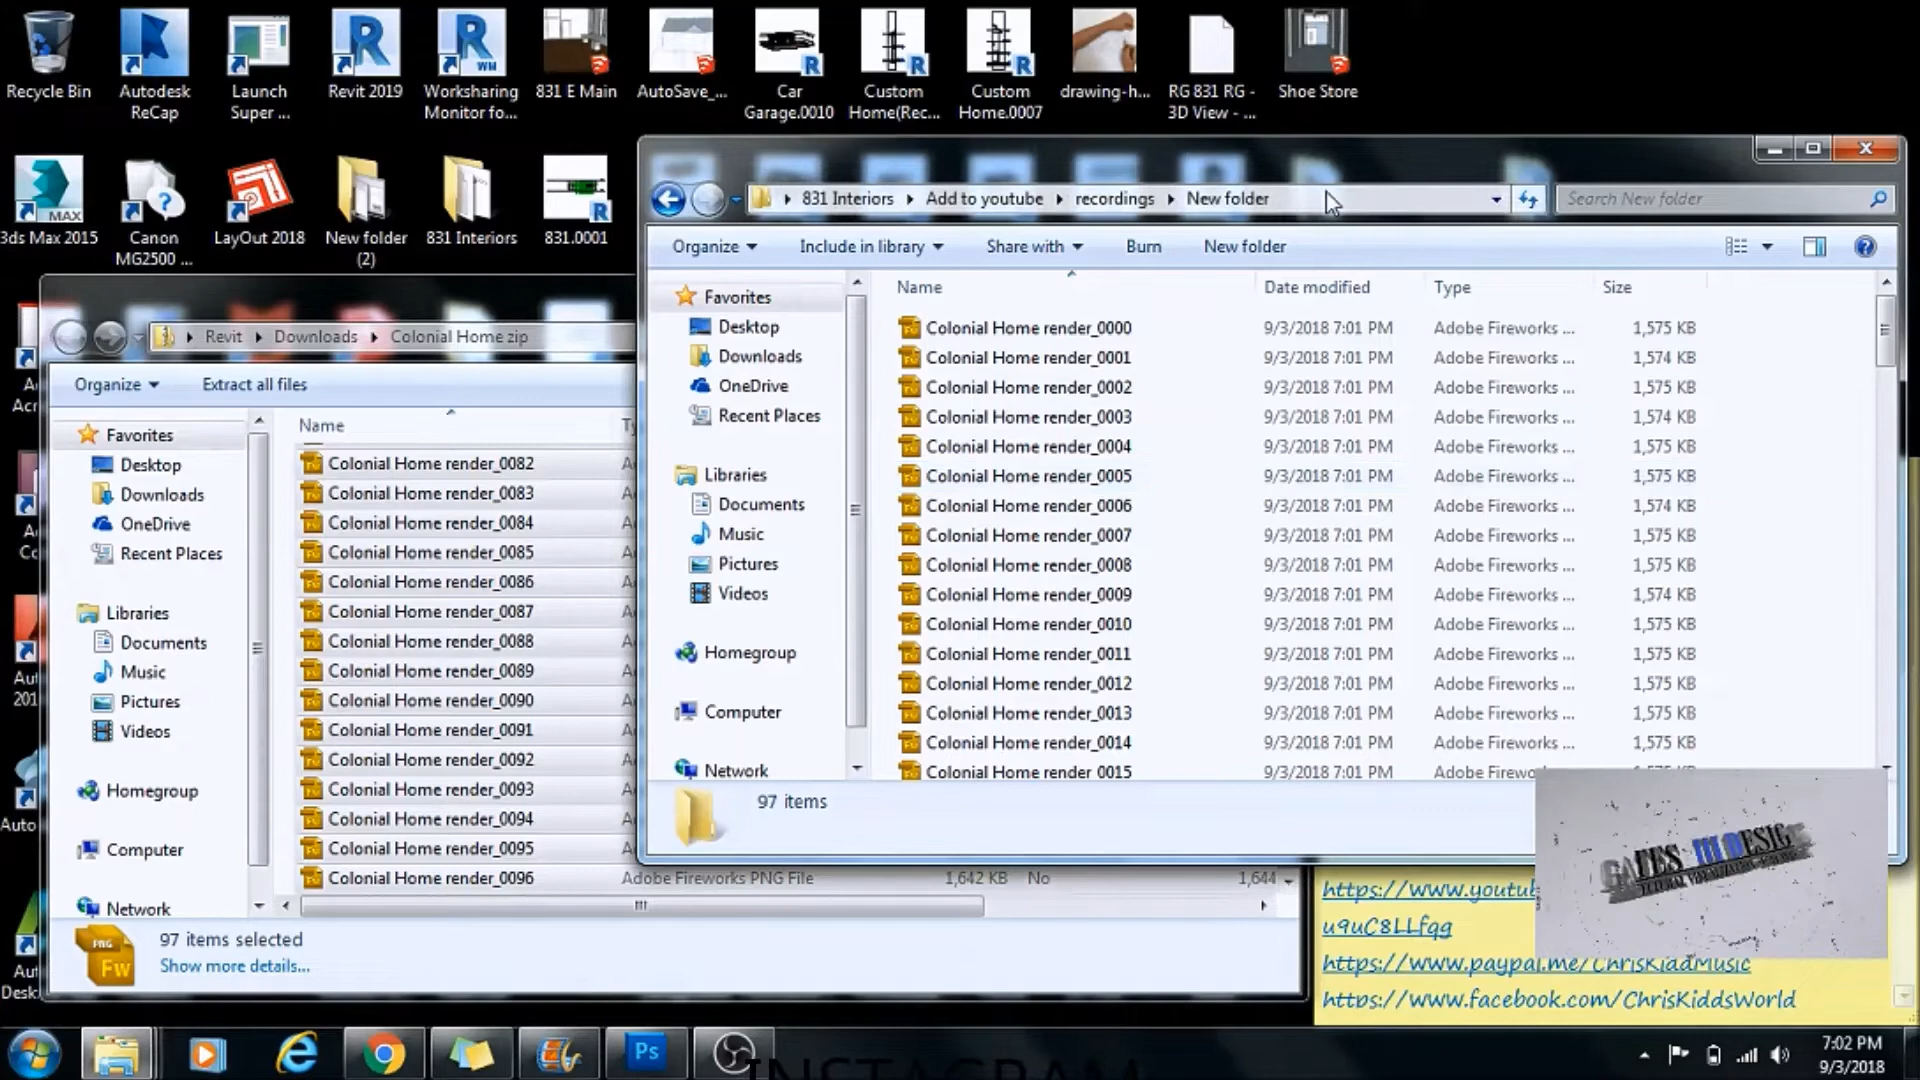 Recycle Bin
Autodesk
ReCap
Launch
Super ...
Revit 2019
Worksharing
Monitor fo...
831 E Main
AutoSave_...
Car
Garage.0010
Custom
Home(Rec...
Custom
Home.0007
drawing-h...
RG 831 RG -
3D View - ...
Shoe Store
3ds Max 2015
Canon
MG2500 ...
LayOut 2018
New folder
(2)
831 Interiors
831.0001
831 Interiors
Add to youtube
recordings
New folder
Search New folder
Organize
Include in library
Share with
Burn
New folder
Name
Date modified
Type
Size
Favorites
Desktop
Downloads
OneDrive
Recent Places
Libraries
Documents
Music
Pictures
Videos
Homegroup
Computer
Network
Colonial Home render_0000 9/3/2018 7:01 PM Adobe Fireworks ... 1,575 KB
Colonial Home render_0001 9/3/2018 7:01 PM Adobe Fireworks ... 1,574 KB
Colonial Home render_0002 9/3/2018 7:01 PM Adobe Fireworks ... 1,575 KB
Colonial Home render_0003 9/3/2018 7:01 PM Adobe Fireworks ... 1,574 KB
Colonial Home render_0004 9/3/2018 7:01 PM Adobe Fireworks ... 1,575 KB
Colonial Home render_0005 9/3/2018 7:01 PM Adobe Fireworks ... 1,575 KB
Colonial Home render_0006 9/3/2018 7:01 PM Adobe Fireworks ... 1,574 KB
Colonial Home render_0007 9/3/2018 7:01 PM Adobe Fireworks ... 1,575 KB
Colonial Home render_0008 9/3/2018 7:01 PM Adobe Fireworks ... 1,575 KB
Colonial Home render_0009 9/3/2018 7:01 PM Adobe Fireworks ... 1,574 KB
Colonial Home render_0010 9/3/2018 7:01 PM Adobe Fireworks ... 1,575 KB
Colonial Home render_0011 9/3/2018 7:01 PM Adobe Fireworks ... 1,575 KB
Colonial Home render_0012 9/3/2018 7:01 PM Adobe Fireworks ... 1,575 KB
Colonial Home render_0013 9/3/2018 7:01 PM Adobe Fireworks ... 1,575 KB
Colonial Home render_0014 9/3/2018 7:01 PM Adobe Fireworks ... 1,575 KB
Colonial Home render_0015 9/3/2018 7:01 PM Adobe
97 items
Revit
Downloads
Colonial Home zip
Organize
Extract all files
Name
Favorites
Desktop
Downloads
OneDrive
Recent Places
Libraries
Documents
Music
Pictures
Videos
Homegroup
Computer
Network
Colonial Home render_0082
Colonial Home render_0083
Colonial Home render_0084
Colonial Home render_0085
Colonial Home render_0086
Colonial Home render_0087
Colonial Home render_0088
Colonial Home render_0089
Colonial Home render_0090
Colonial Home render_0091
Colonial Home render_0092
Colonial Home render_0093
Colonial Home render_0094
Colonial Home render_0095
Colonial Home render_0096 Adobe Fireworks PNG File 1,642 KB No 1,644
PNG
Fw
97 items selected
Show more details...
https://www.youtu
u9uC8LLfqg
https://www.paypal.me/ChrisKiddMusic
https://www.facebook.com/ChrisKiddsWorld
GATES III DESIG
Ps
INSTAGRAM
7:02 PM
9/3/2018